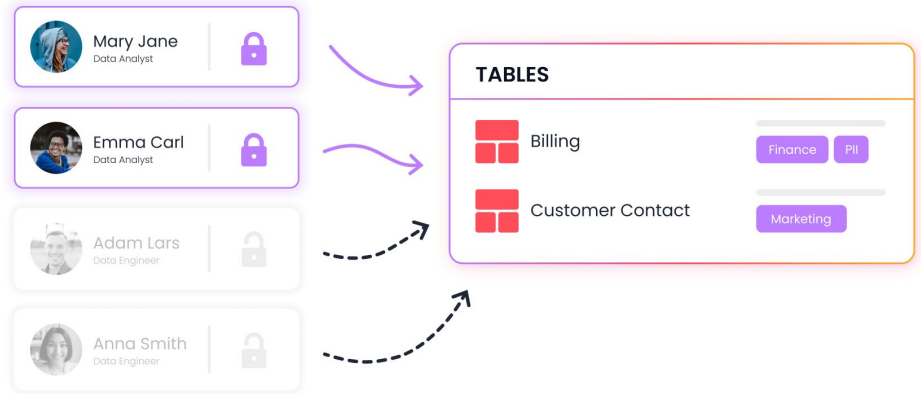 Mary Jane
Data Analyst
Emma Carl
Data Analyst
Adam Lars
Data Engineer
Anna Smith
Data Engineer
TABLES
Billing
Finance
PII
Customer Contact
Marketing